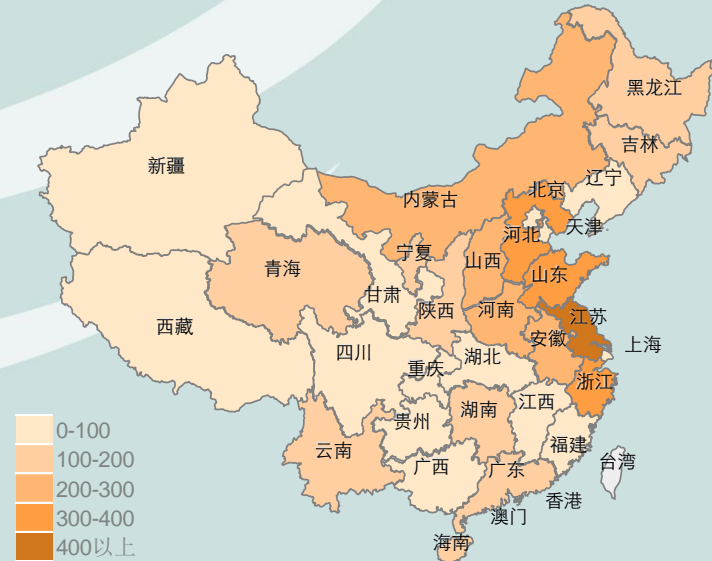 黑龙江
吉林
新疆
辽宁
北京
内蒙古
天津
河北
宁夏
山西
青海
山东
甘肃
陕西
河南
江苏
西藏
安徽
上海
四川
湖北
重庆
浙江
江西
湖南
贵州
福建
云南
台湾
广西
广东
香港
澳门
海南
0-100
100-200
200-300
300-400
400以上